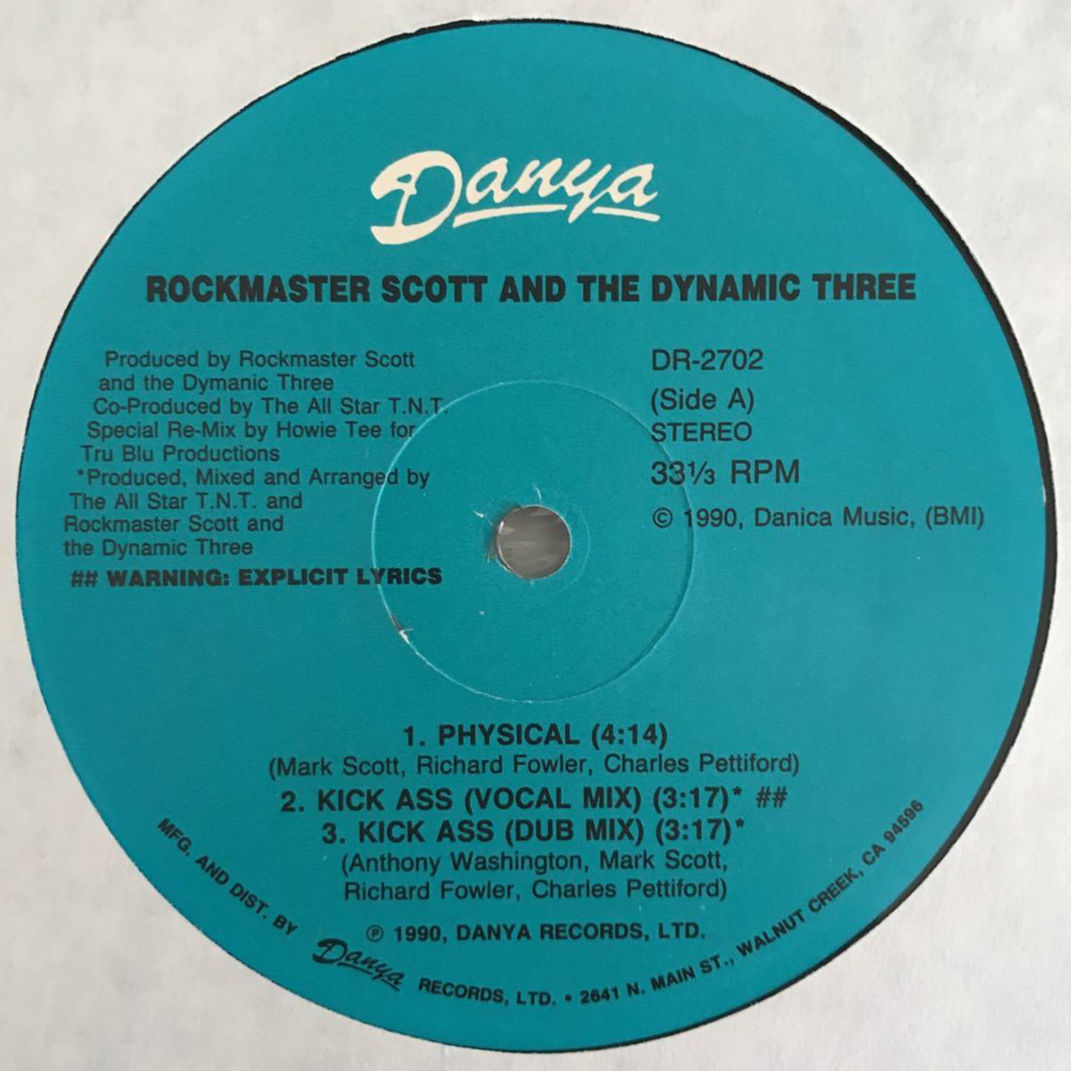 Danya
ROCKMASTER SCOTT AND THE DYNAMIC THREE
Produced by Rockmaster Scott
and the Dymanic Three
Co-Produced by The All Star T.N.T.
Special Re-Mix by Howie Tee for
Tru Blu Productions
*Produced, Mixed and Arranged by
The All Star T.N.T. and
Rockmaster Scott and
the Dynamic Three
## WARNING: EXPLICIT LYRICS
DR-2702
(Side A)
STEREO
33⅓ RPM
© 1990, Danica Music, (BMI)
1. PHYSICAL (4:14)
(Mark Scott, Richard Fowler, Charles Pettiford)
2. KICK ASS (VOCAL MIX) (3:17)* ##
3. KICK ASS (DUB MIX) (3:17)*
(Anthony Washington, Mark Scott,
Richard Fowler, Charles Pettiford)
℗ 1990, DANYA RECORDS, LTD.
MFG. AND DIST. BY Danya RECORDS, LTD. • 2641 N. MAIN ST., WALNUT CREEK, CA 94596